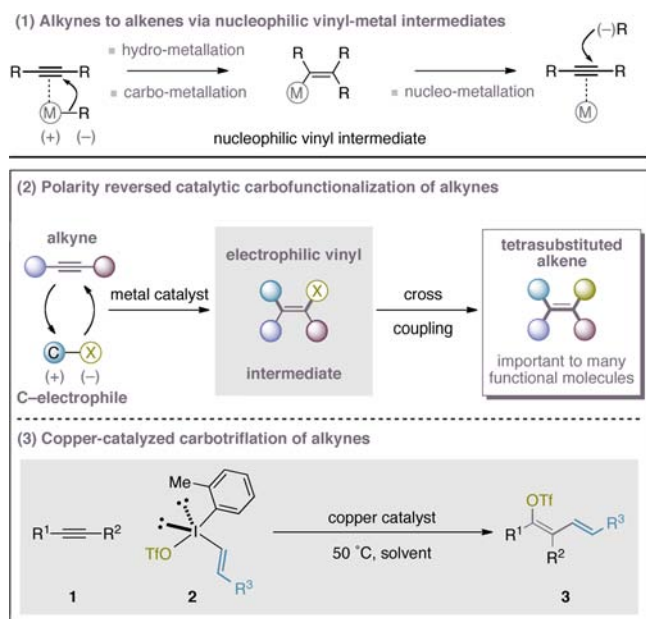 (1) Alkynes to alkenes via nucleophilic vinyl-metal intermediates
hydro-metallation
carbo-metallation
nucleo-metallation
R R
M R
(+) (–)
R R
M R
(–)R
R R
M
nucleophilic vinyl intermediate
(2) Polarity reversed catalytic carbofunctionalization of alkynes
alkyne
C X
(+) (–)
C–electrophile
metal catalyst
electrophilic vinyl
X
intermediate
cross
coupling
tetrasubstituted
alkene
important to many
functional molecules
(3) Copper-catalyzed carbotriflation of alkynes
R1 R2
1
Me
I
TfO
R3
2
copper catalyst
50 ˚C, solvent
OTf
R1 R3
R2
3